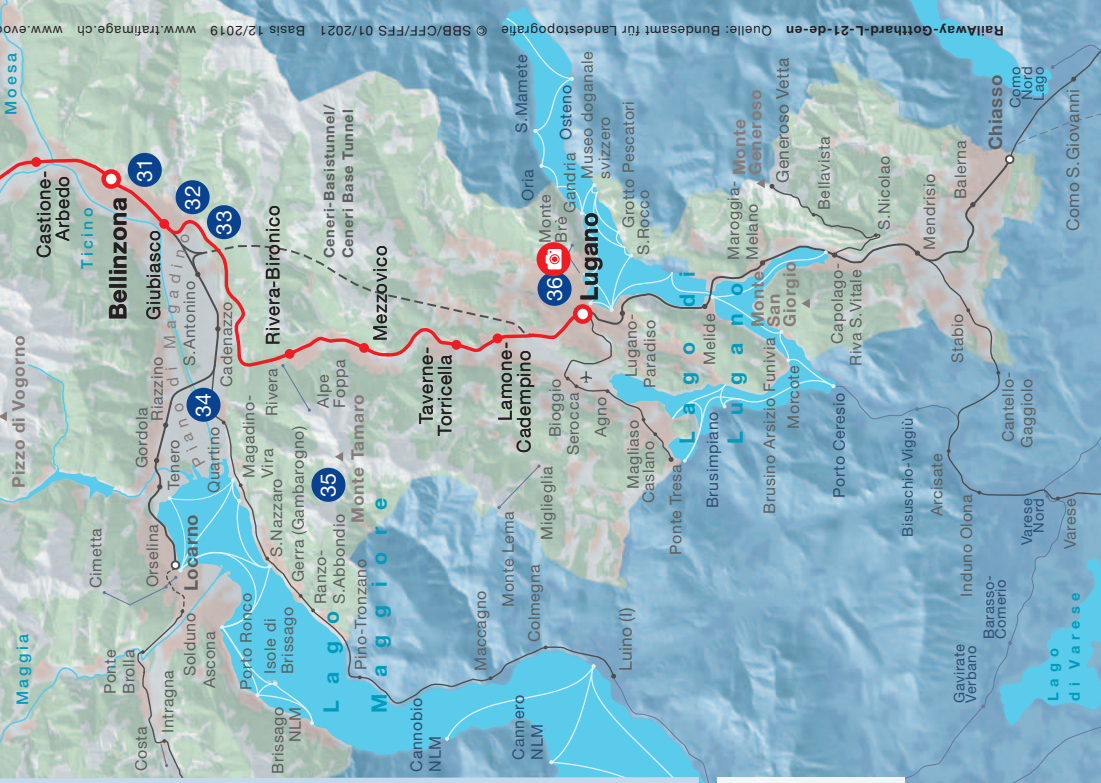 RailAway-Gotthard-L-21-de-en Quelle: Bundesamt für Landestopografie © SBB/CFF/FFS 01/2021 Basis 12/2019 www.trafimage.ch
Moesa
Castione-
Arbedo
Ticino
Bellinzona
31
Giubiasco
32
33
Pizzo di Vogorno
Riazzino
S.Antonino
Piano di Magadino
Cadenazzo
Gordola
Tenero
34
Quartino
Magadino-
Vira
Rivera
Rivera-Bironico
Ceneri-Basistunnel/
Ceneri Base Tunnel
Mezzovico
Alpe
Foppa
35
Monte Tamaro
Cimetta
Orselina
Locarno
S.Nazzaro
Gerra (Gambarogno)
Ranzo-
S.Abbondio
Pino-Tronzano
Maggia
Ponte
Brolla
Solduno
Ascona
Porto Ronco
Isole di
Brissago
Brissago
NLM
Costa
Intragna
Lago
Maggiore
Cannobio
NLM
Cannero
NLM
Maccagno
Colmegna
Luino (I)
Monte Lema
Miglieglia
Taverne-
Torricella
Lamone-
Cadempino
Bioggio
Serocca
Agno
Magliaso
Caslano
Ponte Tresa
36
Lugano
Lugano-
Paradiso
Monte
Brè
Gandria
Oria
S.Mamete
Osteno
Museo doganale
svizzero
Grotto Pescatori
S.Rocco
Lago di
Lugano
Melide
Maroggia-
Melano
Monte
Generoso
Generoso Vetta
Bellavista
S.Nicolao
Monte
San
Giorgio
Capolago-
Riva S.Vitale
Brusimpiano
Brusino Arsizio Funivia
Morcote
Porto Ceresio
Mendrisio
Balerna
Chiasso
Como
Nord
Lago
Como S.Giovanni
Stabio
Cantello-
Gaggiolo
Bisuschio-Viggiù
Arcisate
Induno Olona
Varese
Nord
Varese
Barasso-
Comerio
Gavirate
Verbano
Lago
di Varese